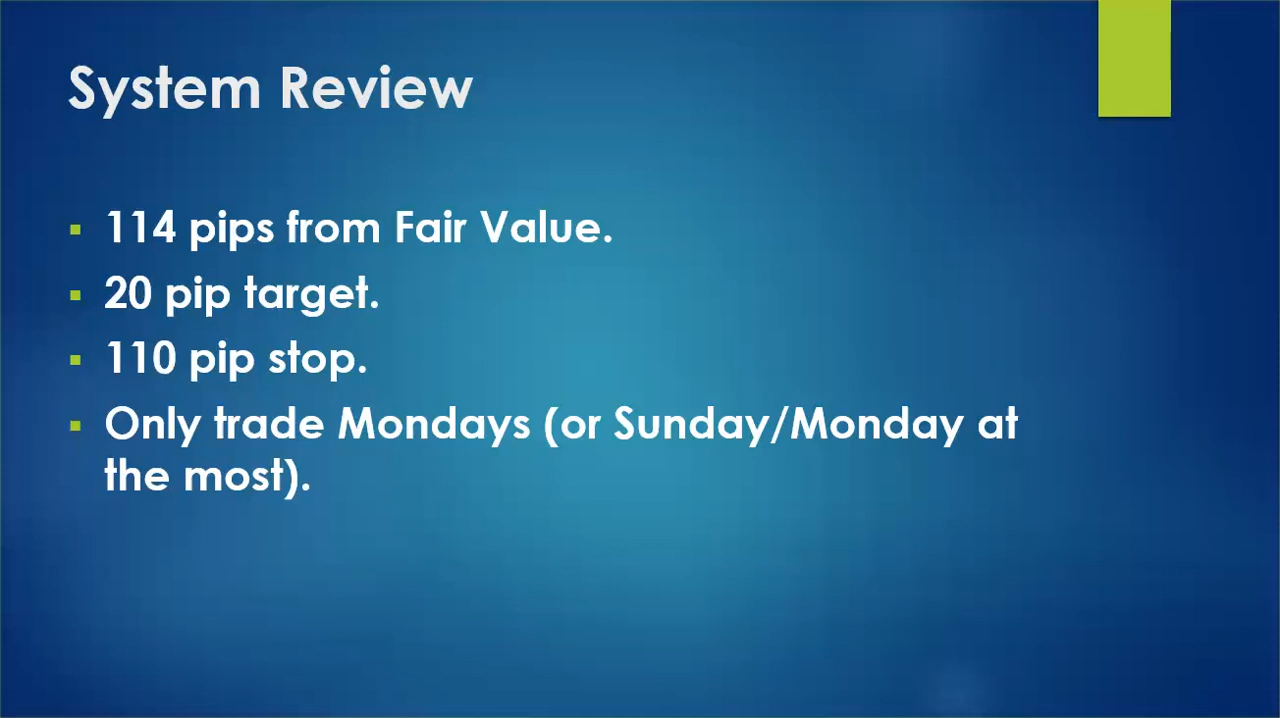 System Review
114 pips from Fair Value.
20 pip target.
110 pip stop.
Only trade Mondays (or Sunday/Monday at
the most).